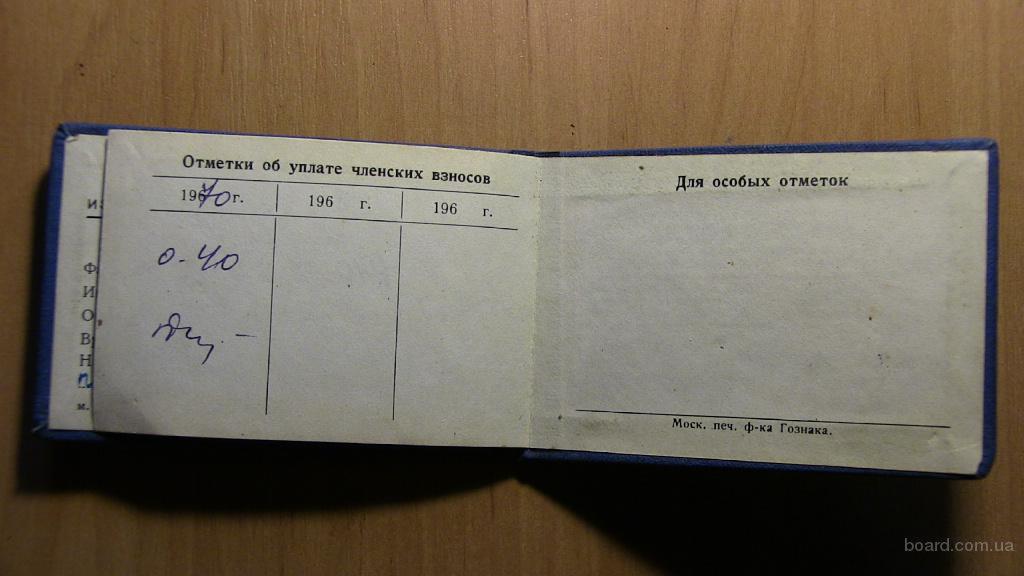 Отметки об уплате членских взносов
1970 г. 196 г. 196 г.
0-40
И
Ф
И
О
В
Н
м.
Для особых отметок
Моск. печ. ф-ка Гознака.
board.com.ua